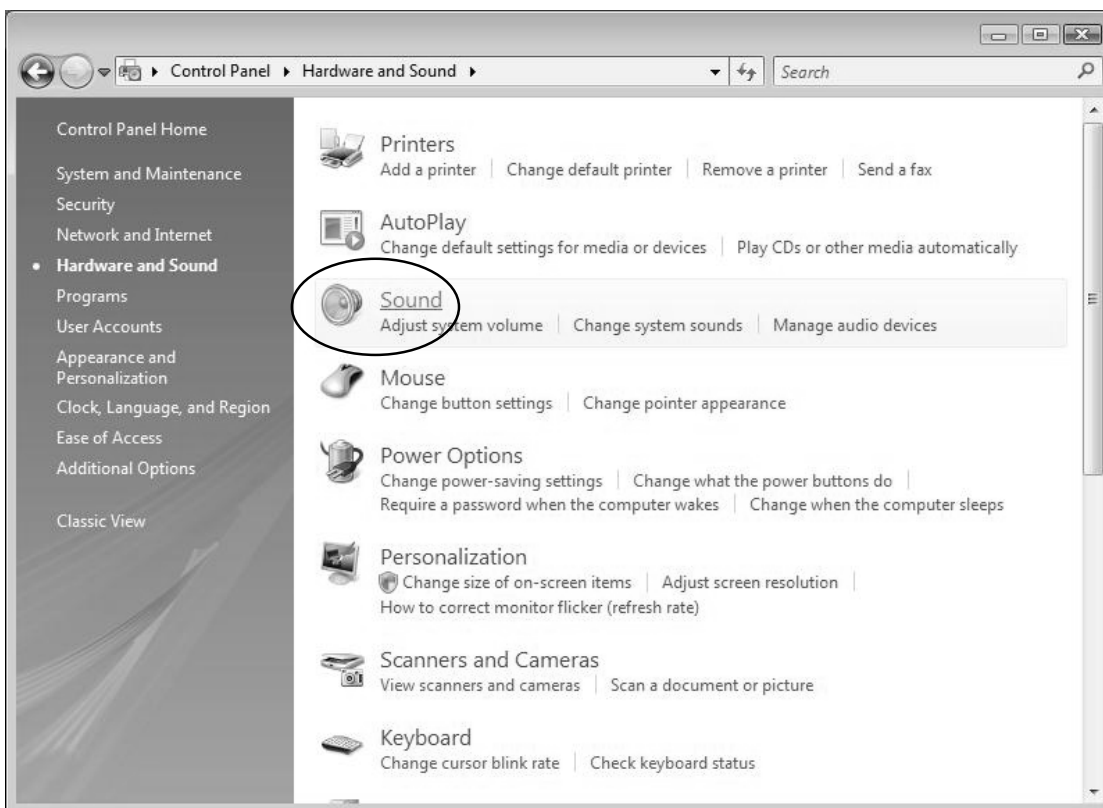 Control Panel ▸ Hardware and Sound ▸
Search
Control Panel Home
System and Maintenance
Security
Network and Internet
• Hardware and Sound
Programs
User Accounts
Appearance and
Personalization
Clock, Language, and Region
Ease of Access
Additional Options
Classic View
Printers
Add a printer | Change default printer | Remove a printer | Send a fax
AutoPlay
Change default settings for media or devices | Play CDs or other media automatically
Sound
Adjust system volume | Change system sounds | Manage audio devices
Mouse
Change button settings | Change pointer appearance
Power Options
Change power-saving settings | Change what the power buttons do |
Require a password when the computer wakes | Change when the computer sleeps
Personalization
Change size of on-screen items | Adjust screen resolution |
How to correct monitor flicker (refresh rate)
Scanners and Cameras
View scanners and cameras | Scan a document or picture
Keyboard
Change cursor blink rate | Check keyboard status